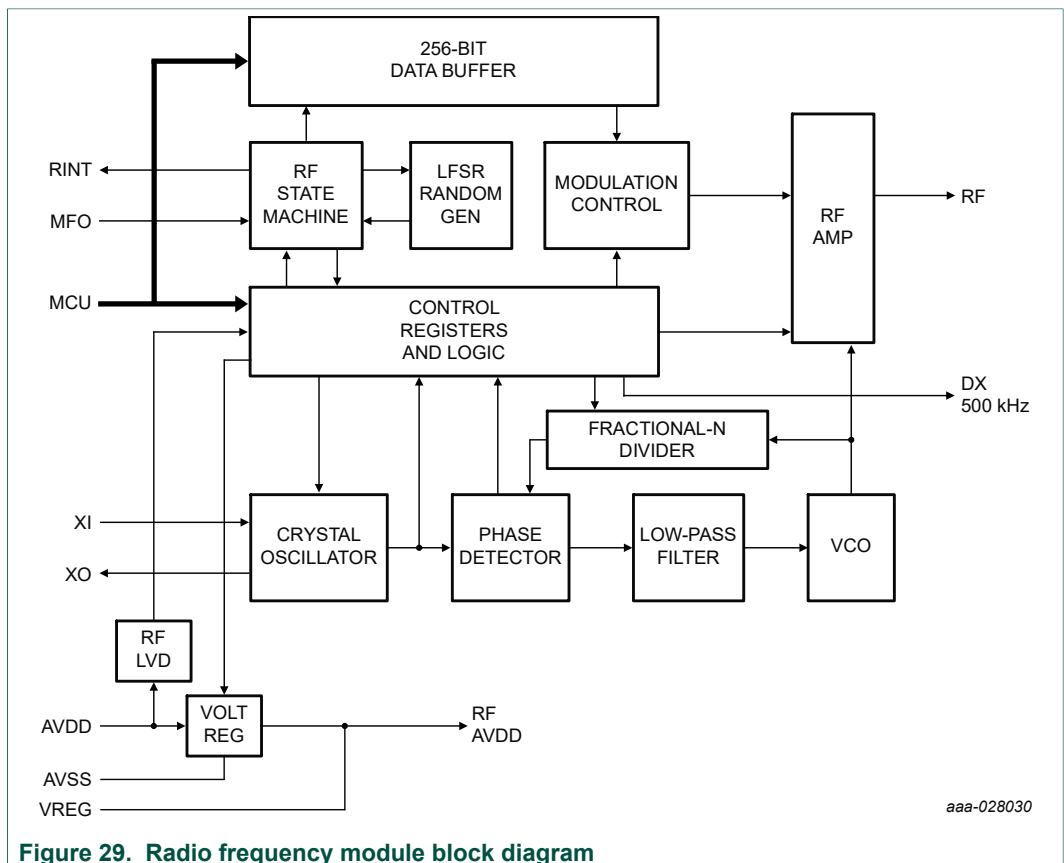 256-BIT
DATA BUFFER
RINT
RF
STATE
MACHINE
LFSR
RANDOM
GEN
MODULATION
CONTROL
RF
AMP
RF
MFO
MCU
CONTROL
REGISTERS
AND LOGIC
DX
500 kHz
FRACTIONAL-N
DIVIDER
XI
XO
CRYSTAL
OSCILLATOR
PHASE
DETECTOR
LOW-PASS
FILTER
VCO
RF
LVD
AVDD
VOLT
REG
RF
AVDD
AVSS
VREG
aaa-028030
Figure 29. Radio frequency module block diagram